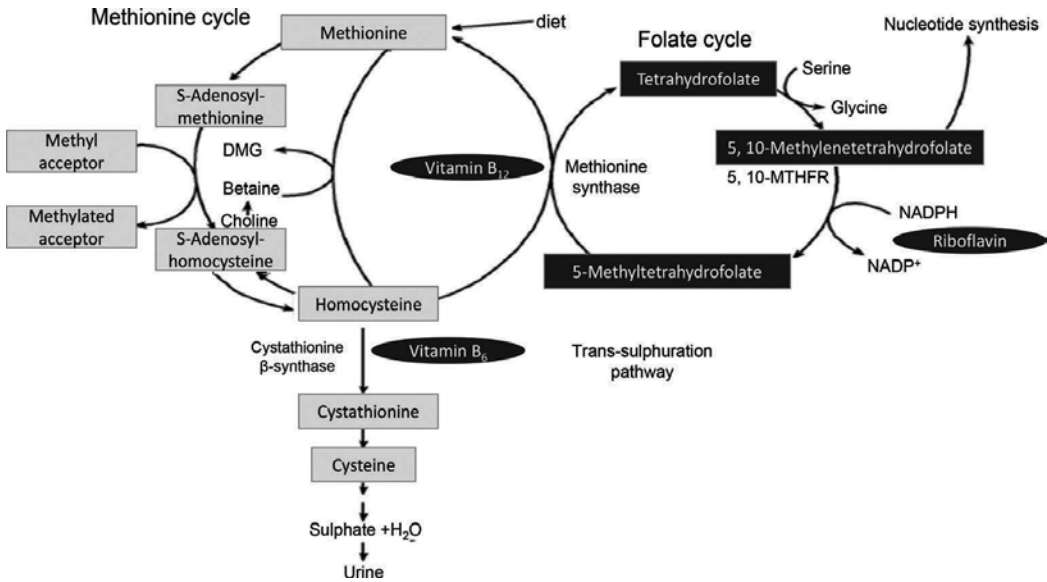 Methionine cycle
diet
Methionine
Nucleotide synthesis
Folate cycle
Tetrahydrofolate
Serine
Glycine
S-Adenosyl-
methionine
Methyl
acceptor
DMG
Vitamin B₁₂
Methionine
synthase
5, 10-Methylenetetrahydrofolate
5, 10-MTHFR
Betaine
Choline
Methylated
acceptor
S-Adenosyl-
homocysteine
NADPH
Riboflavin
NADP⁺
5-Methyltetrahydrofolate
Homocysteine
Cystathionine
β-synthase
Vitamin B₆
Trans-sulphuration
pathway
Cystathionine
Cysteine
Sulphate +H₂O
Urine